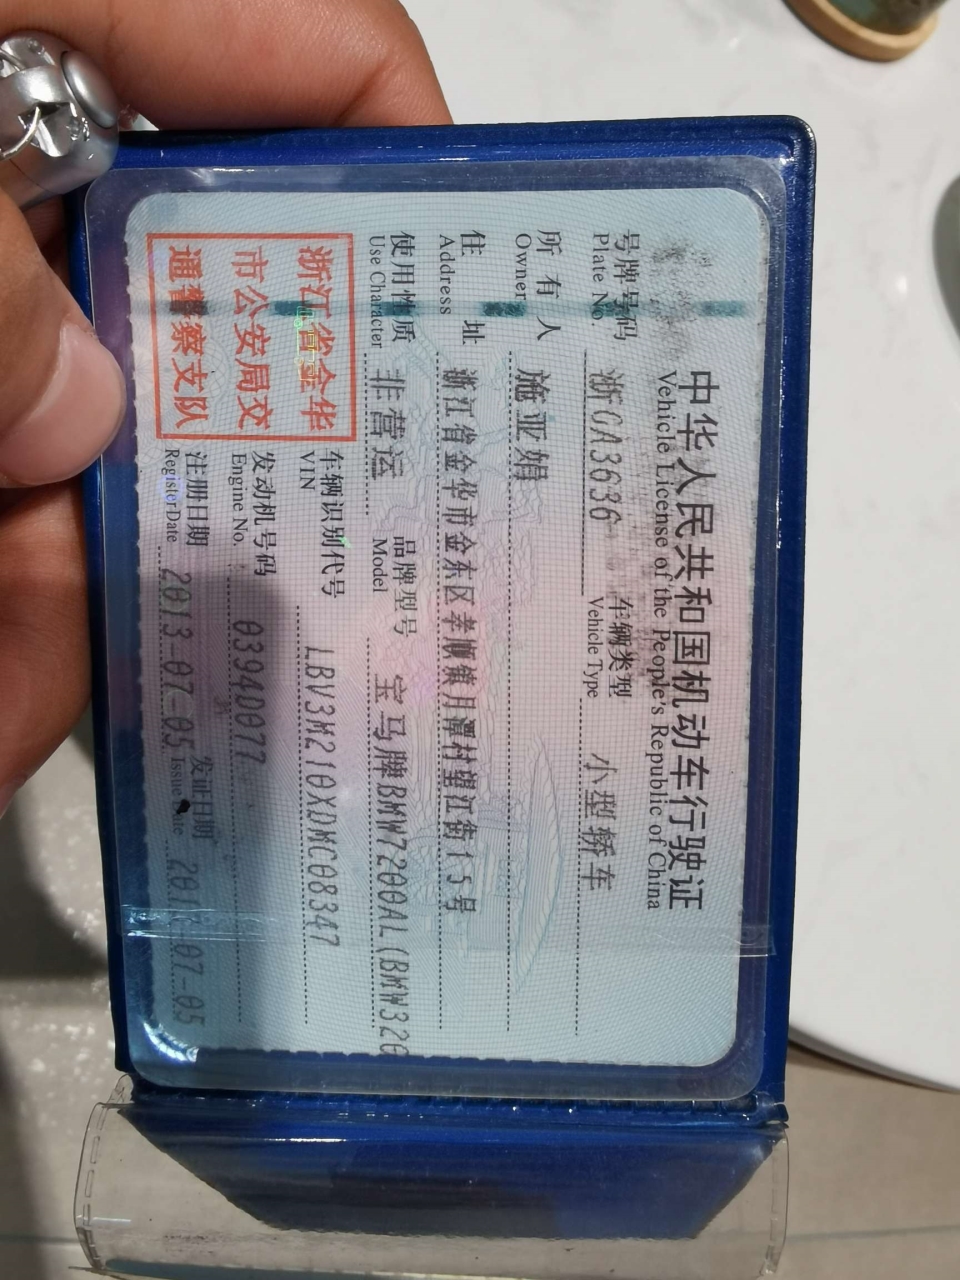 中华人民共和国机动车行驶证
Vehicle License of the People's Republic of China
号牌号码 浙GA3636 车辆类型 小型轿车
Plate No. Vehicle Type
所有人 施亚娟
Owner
住址 浙江省金华市金东区孝顺镇月潭村望江街15号
Address
使用性质 非营运 品牌型号 宝马牌BMW7200AL(BMW320
Use Character Model
浙江省金华
市公安局交
通警察支队
车辆识别代号 LBV3M210XDMC08347
VIN
发动机号码 0394D077
Engine No.
注册日期 2013-07-05 发证日期 07-05
Register Date Issue